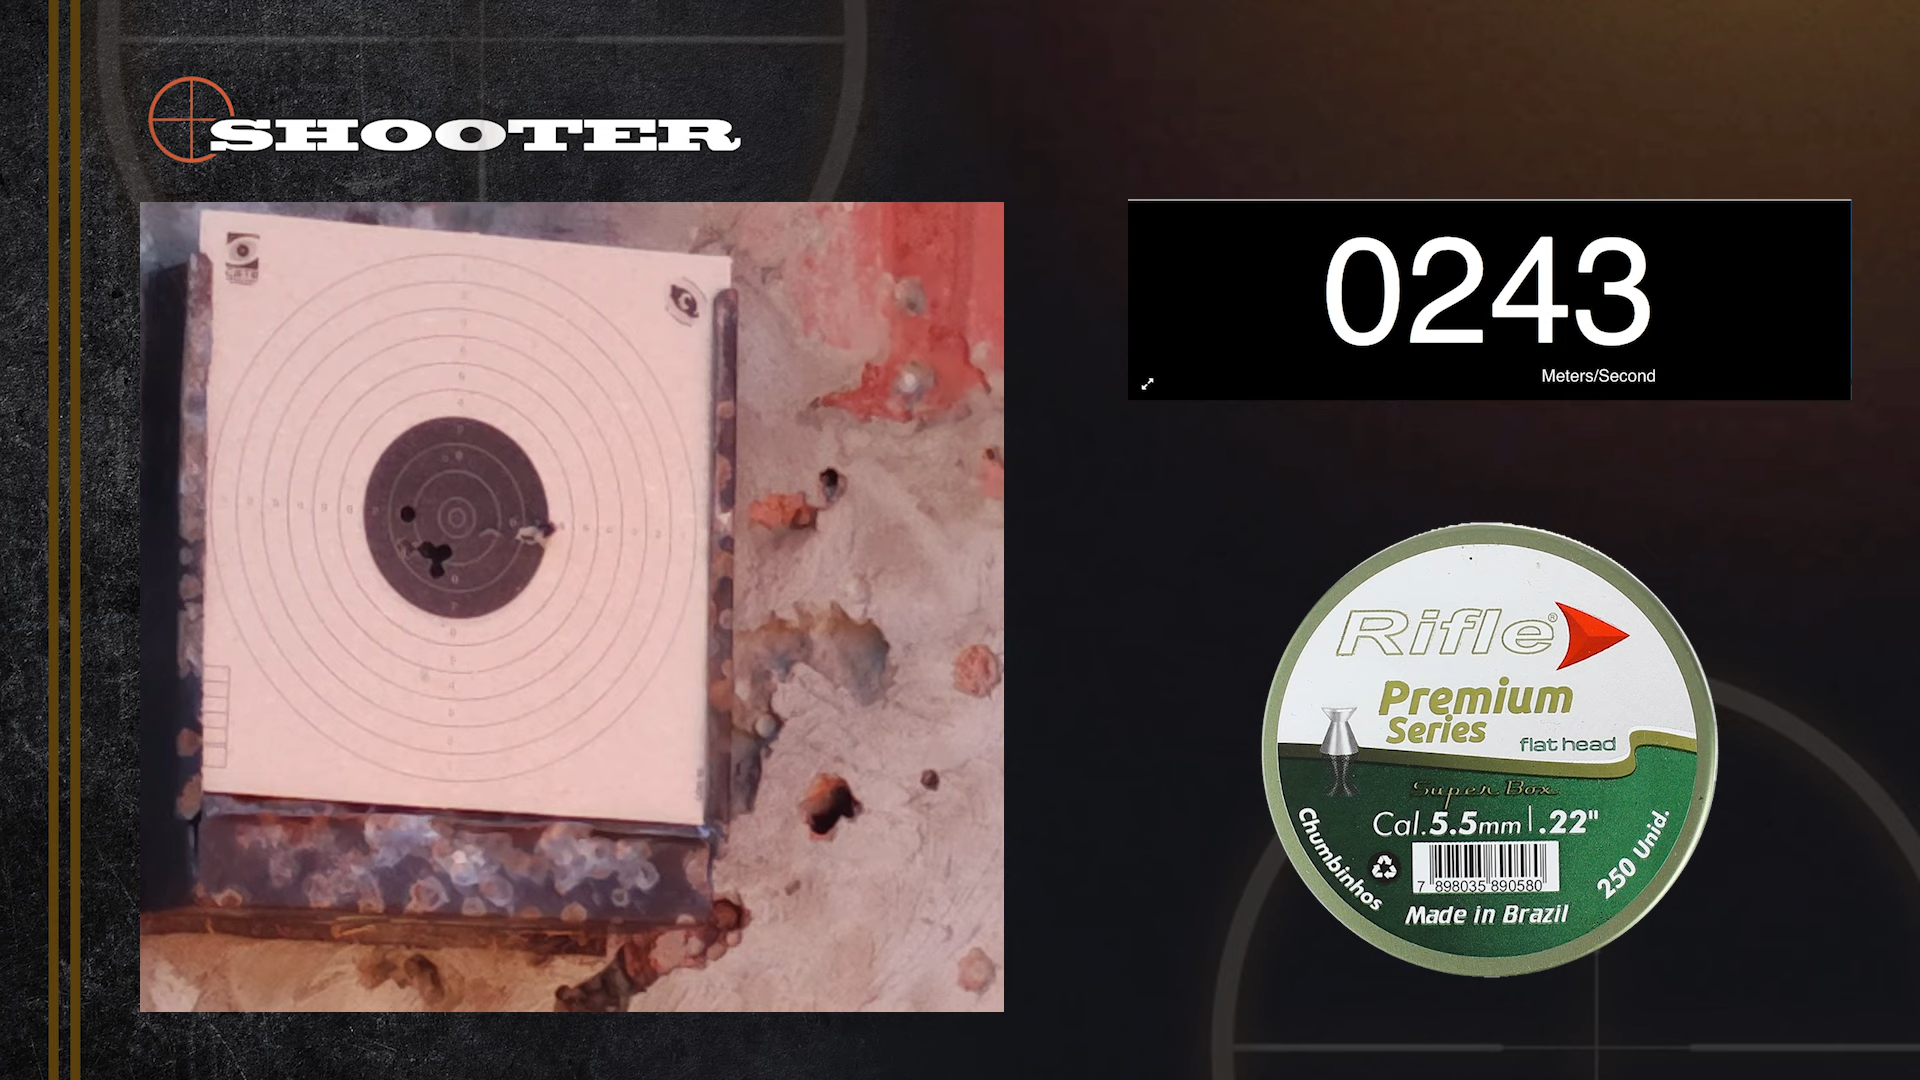 SHOOTER
0243
Meters/Second
Rifle®
Premium
Series
flat head
Super Box
Cal.5.5mm|.22"
Chumbinhos
250 Unid.
7 898035 890580
Made in Brazil